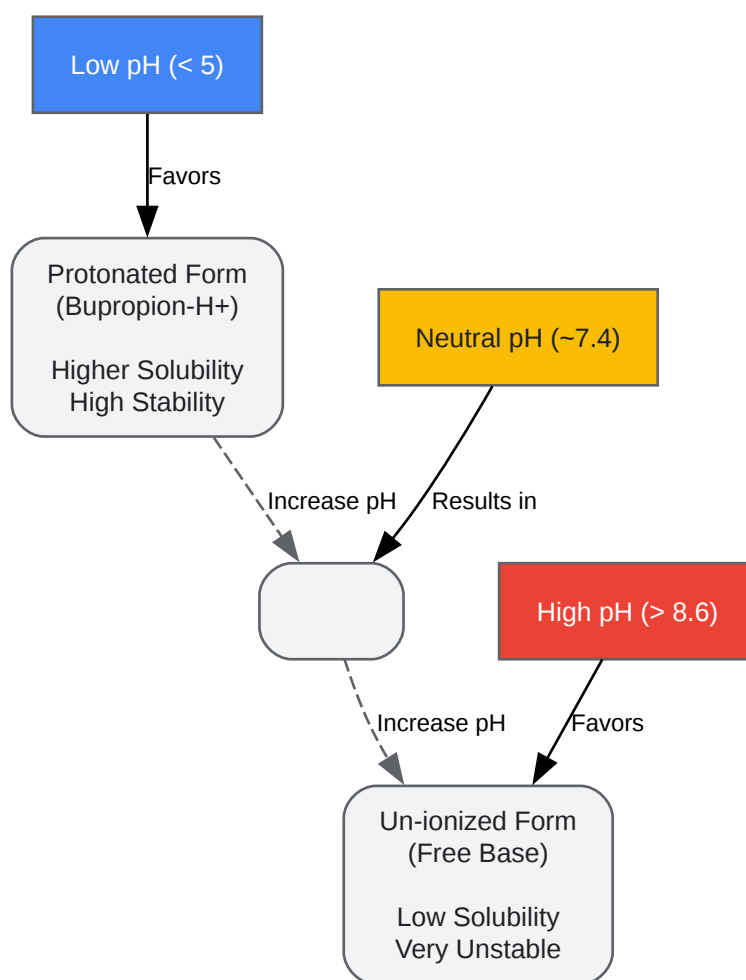 Low pH (< 5)
Favors
Protonated Form
(Bupropion-H+)
Higher Solubility
High Stability
Neutral pH (~7.4)
Increase pH
Results in
High pH (> 8.6)
Increase pH
Favors
Un-ionized Form
(Free Base)
Low Solubility
Very Unstable